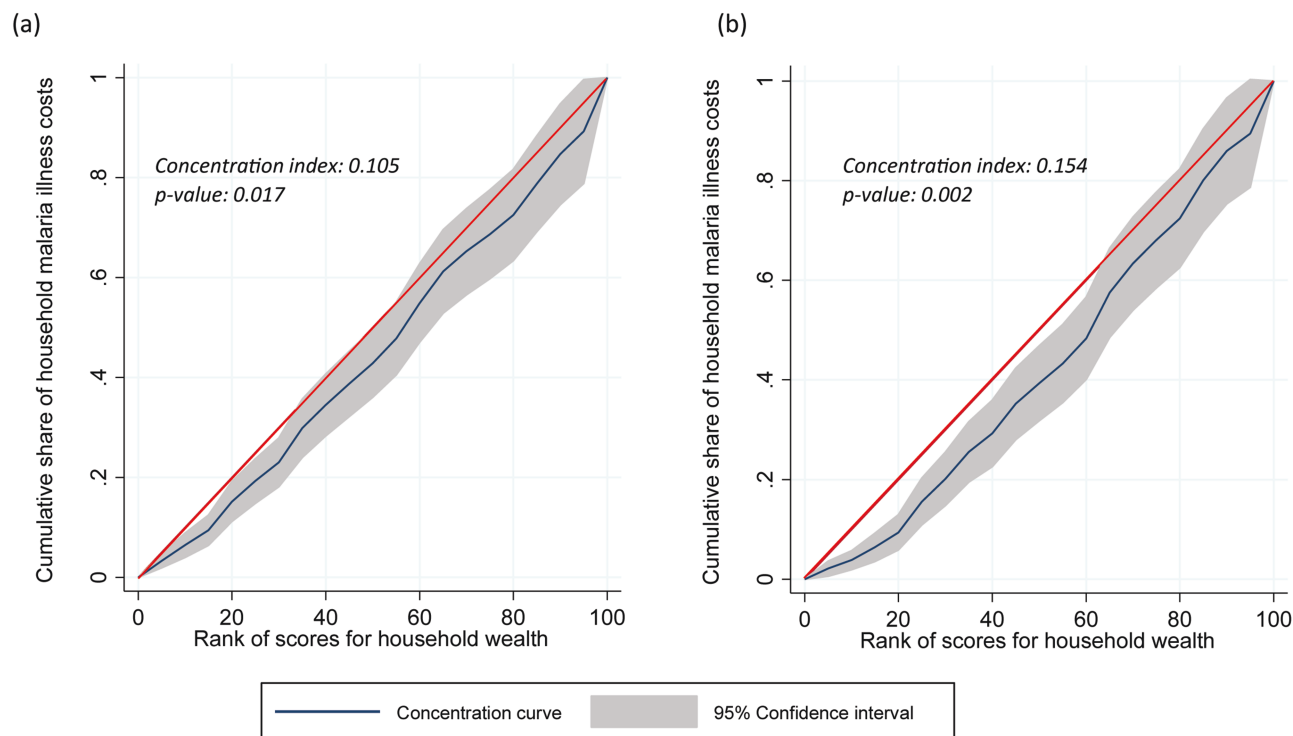 (a)
Cumulative share of household malaria illness costs
1
.8
.6
.4
.2
0
Concentration index: 0.105
p-value: 0.017
0 20 40 60 80 100
Rank of scores for household wealth
(b)
Cumulative share of household malaria illness costs
1
.8
.6
.4
.2
0
Concentration index: 0.154
p-value: 0.002
0 20 40 60 80 100
Rank of scores for household wealth
Concentration curve
95% Confidence interval